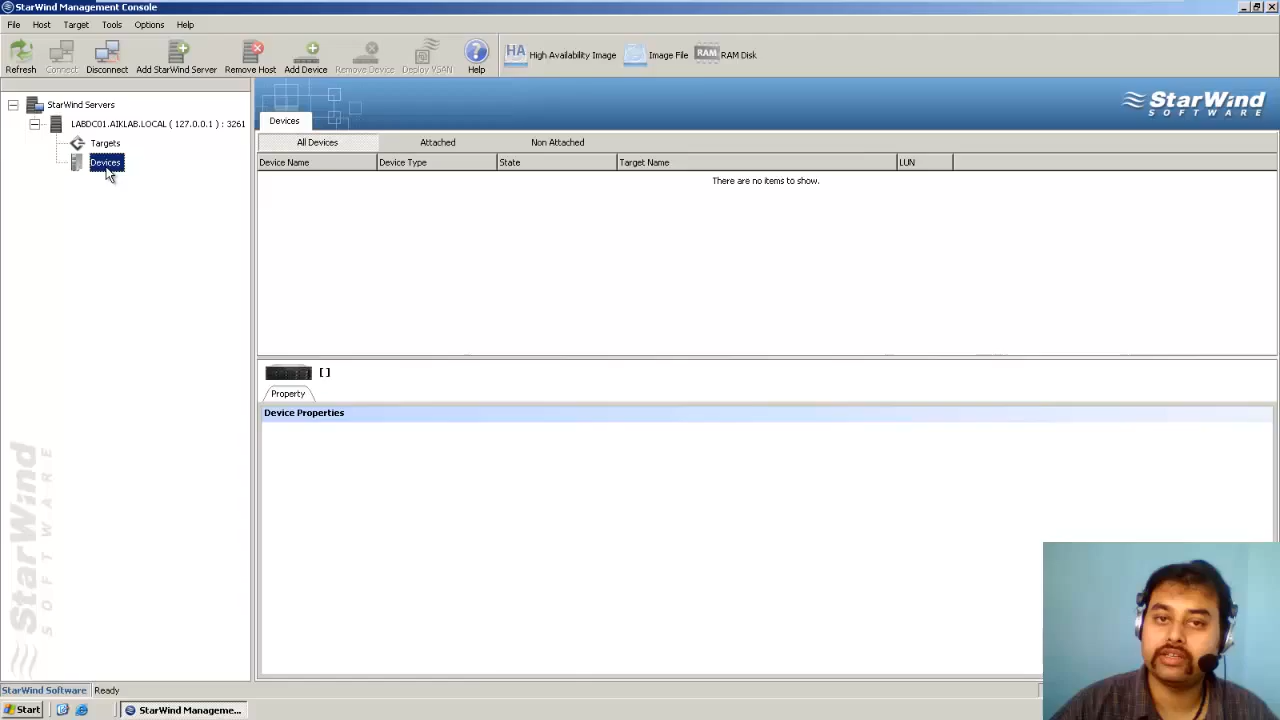 StarWind Management Console
File Host Target Tools Options Help
Refresh Connect Disconnect Add StarWind Server Remove Host Add Device Remove Device Deploy VSAN Help HA High Availability Image Image File RAM RAM Disk
StarWind Servers
LABDC01.AIKLAB.LOCAL ( 127.0.0.1 ) : 3261
Targets
Devices
StarWind
SOFTWARE
Devices
All Devices Attached Non Attached
Device Name Device Type State Target Name LUN
There are no items to show.
[ ]
Property
Device Properties
StarWind
SOFTWARE
StarWind Software Ready
Start StarWind Manageme...